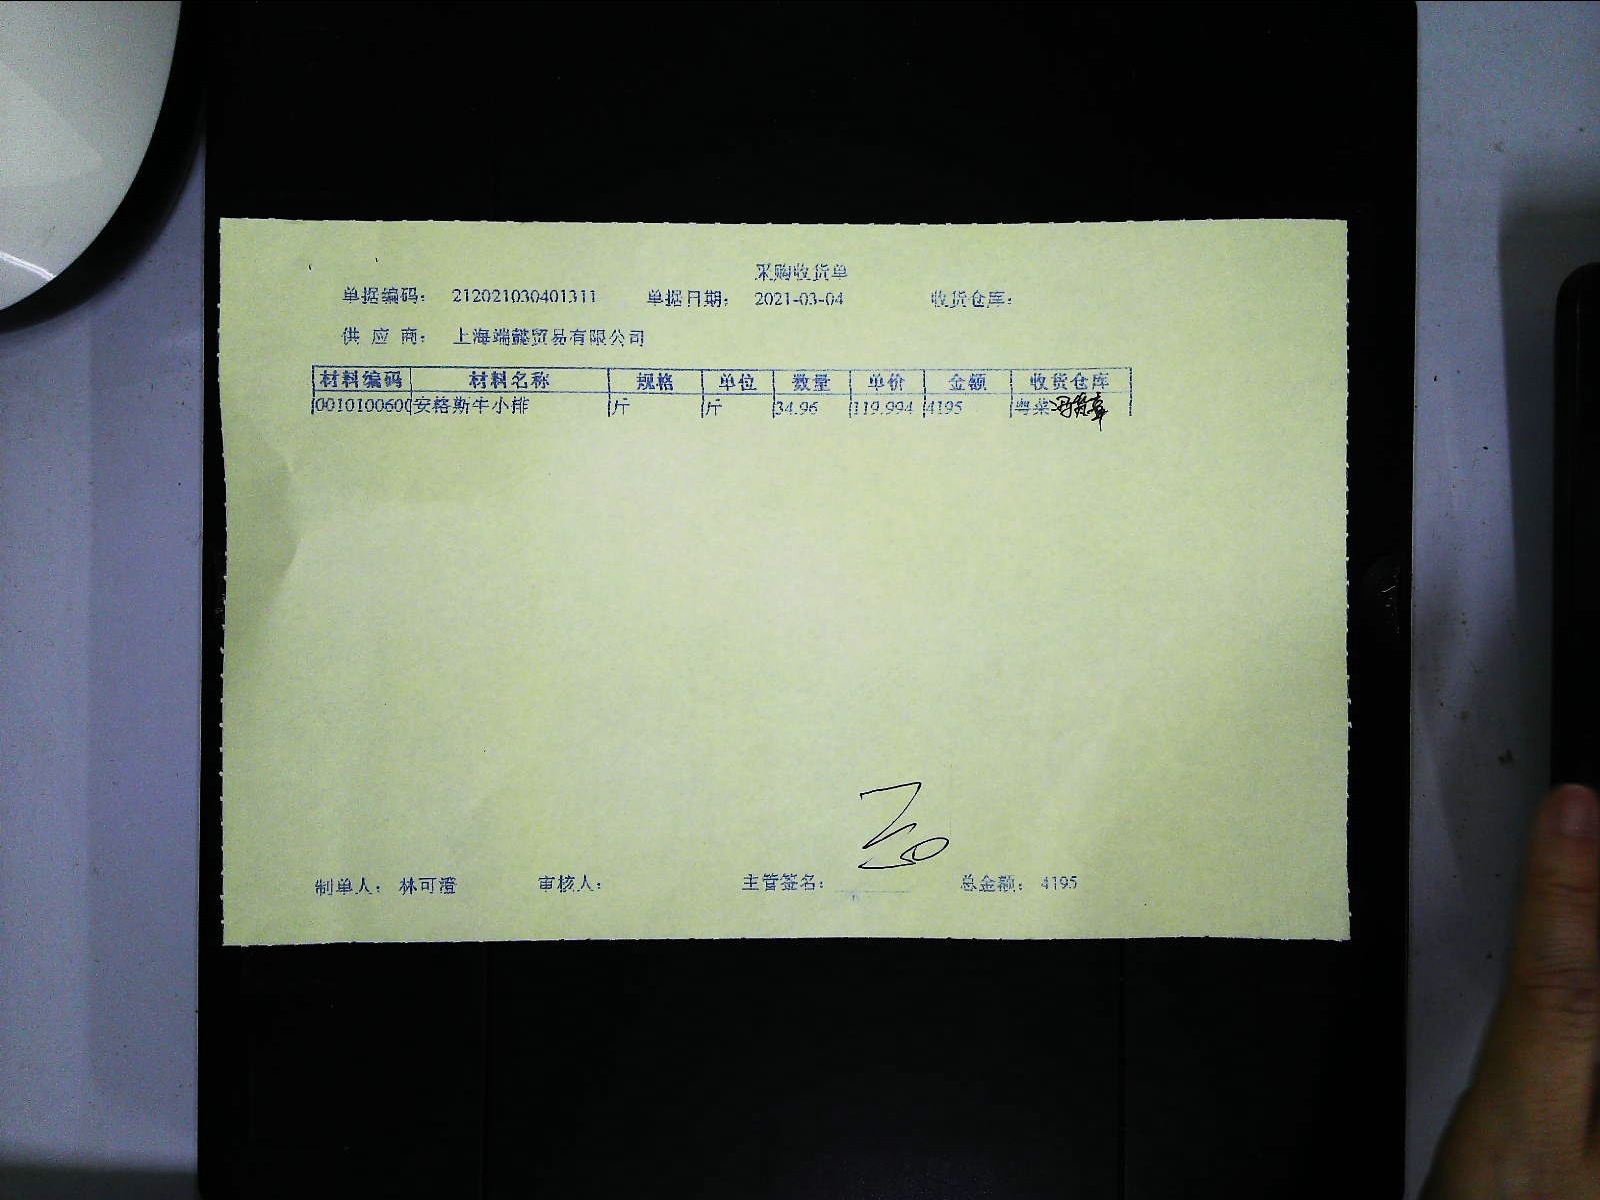 采购收货单
单据编码： 212021030401311 单据日期： 2021-03-04 收货仓库：
供 应 商： 上海端懿贸易有限公司
材料编码 材料名称 规格 单位 数量 单价 金额 收货仓库
0010100600 安格斯牛小排 斤 斤 34.96 119.994 4195 粤菜
制单人： 林可澄 审核人： 主管签名： 总金额： 4195